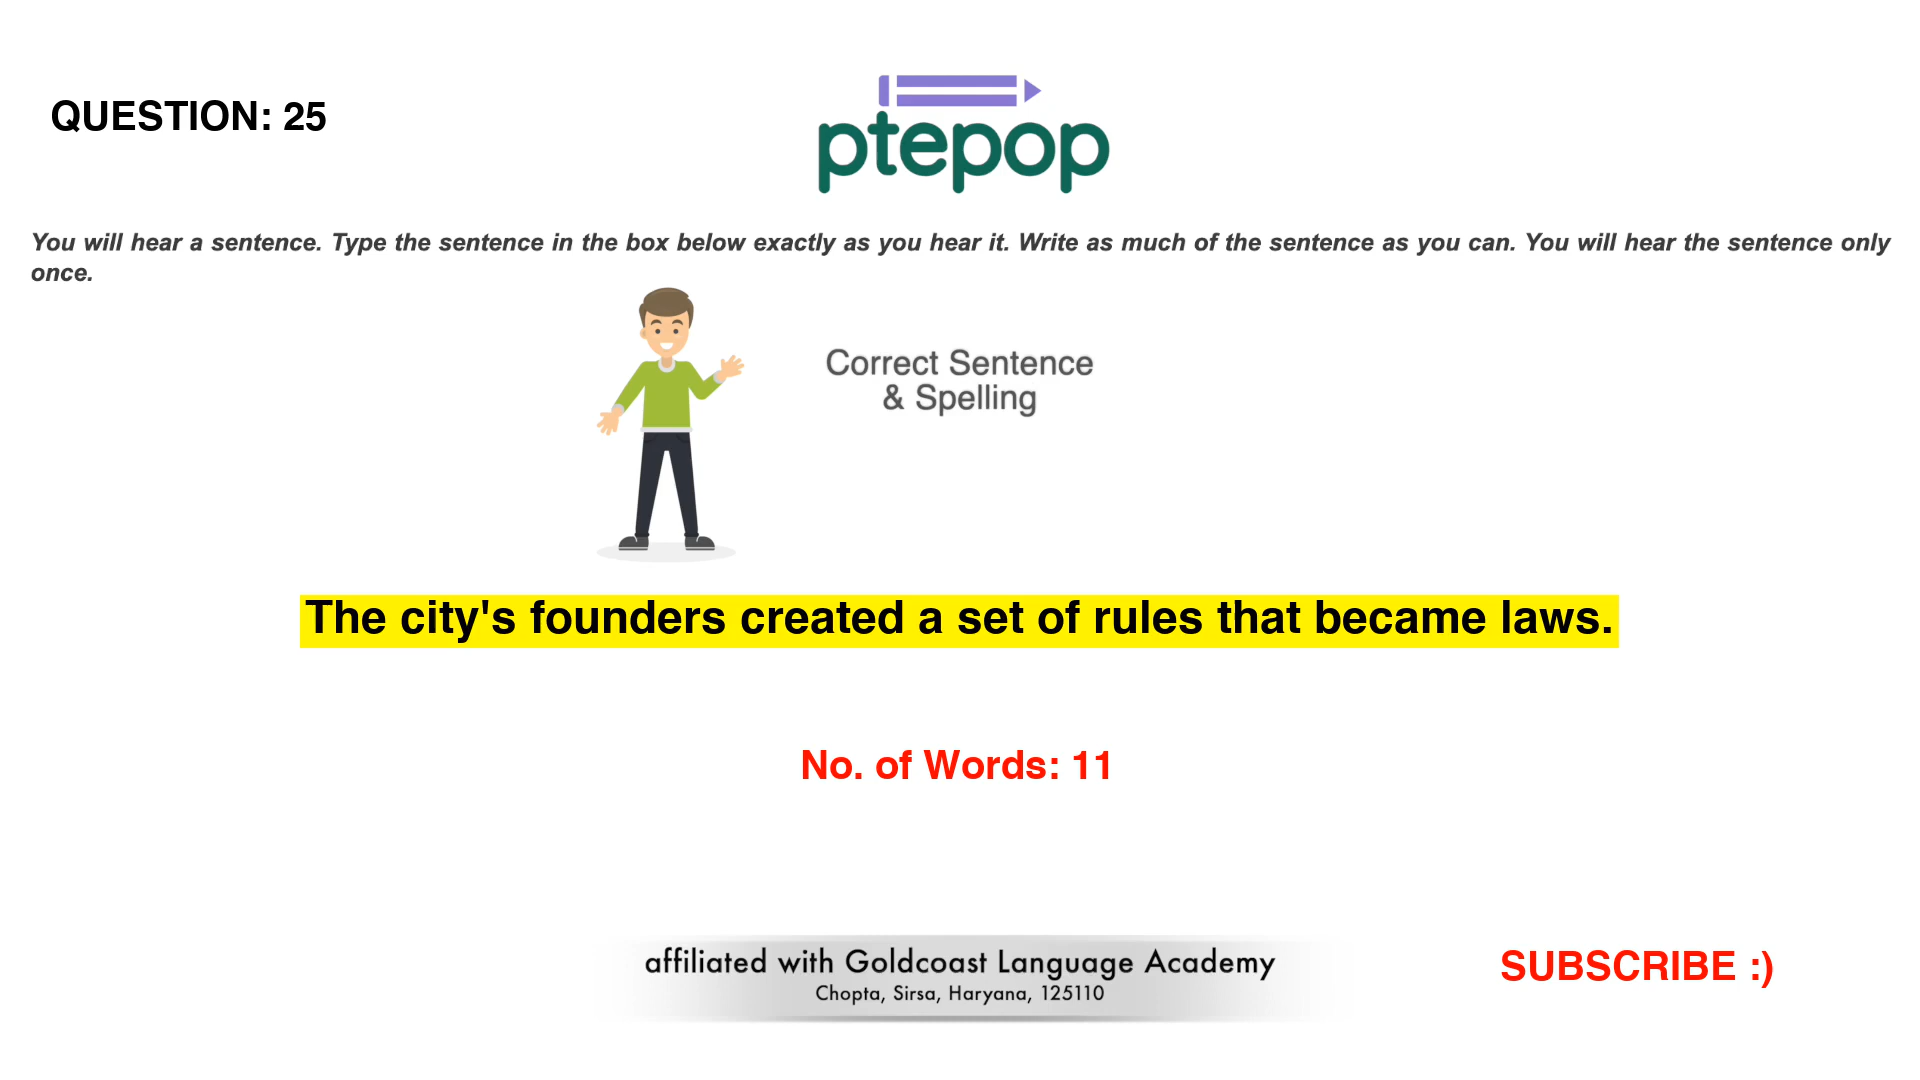 QUESTION: 25
ptepop
You will hear a sentence. Type the sentence in the box below exactly as you hear it. Write as much of the sentence as you can. You will hear the sentence only
once.
Correct Sentence
& Spelling
The city's founders created a set of rules that became laws.
No. of Words: 11
affiliated with Goldcoast Language Academy
Chopta, Sirsa, Haryana, 125110
SUBSCRIBE :)